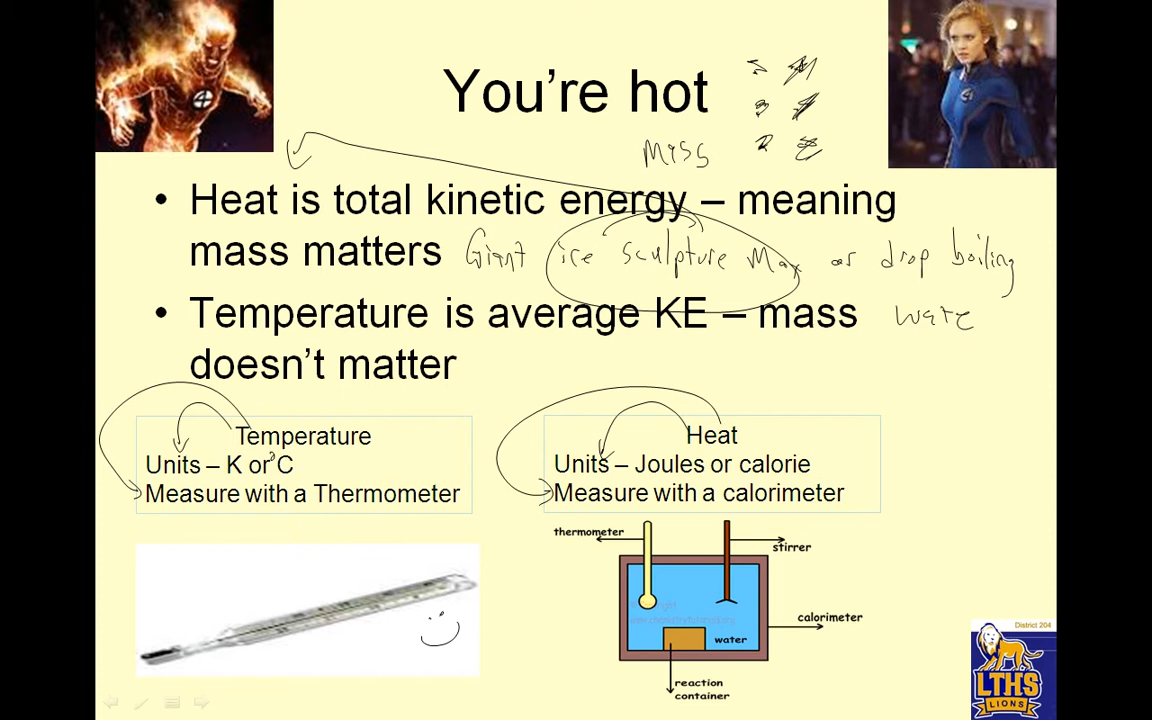 You're hot
Miss
• Heat is total kinetic energy – meaning
mass matters Giant ice sculpture Max or drop boiling
• Temperature is average KE – mass
doesn't matter
Temperature
Units – K or °C
Measure with a Thermometer
Heat
Units – Joules or calorie
Measure with a calorimeter
thermometer
stirrer
calorimeter
water
reaction
container
District 204
LTHS
LIONS